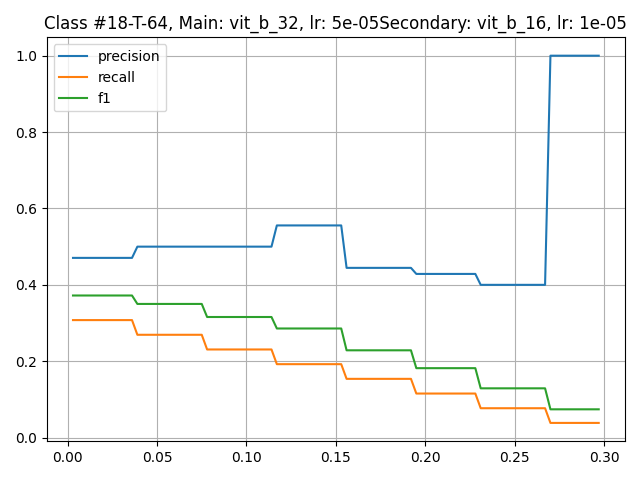 Class #18-T-64, Main: vit_b_32, lr: 5e-05Secondary: vit_b_16, lr: 1e-05
precision
recall
f1
1.0
0.8
0.6
0.4
0.2
0.0
0.00 0.05 0.10 0.15 0.20 0.25 0.30